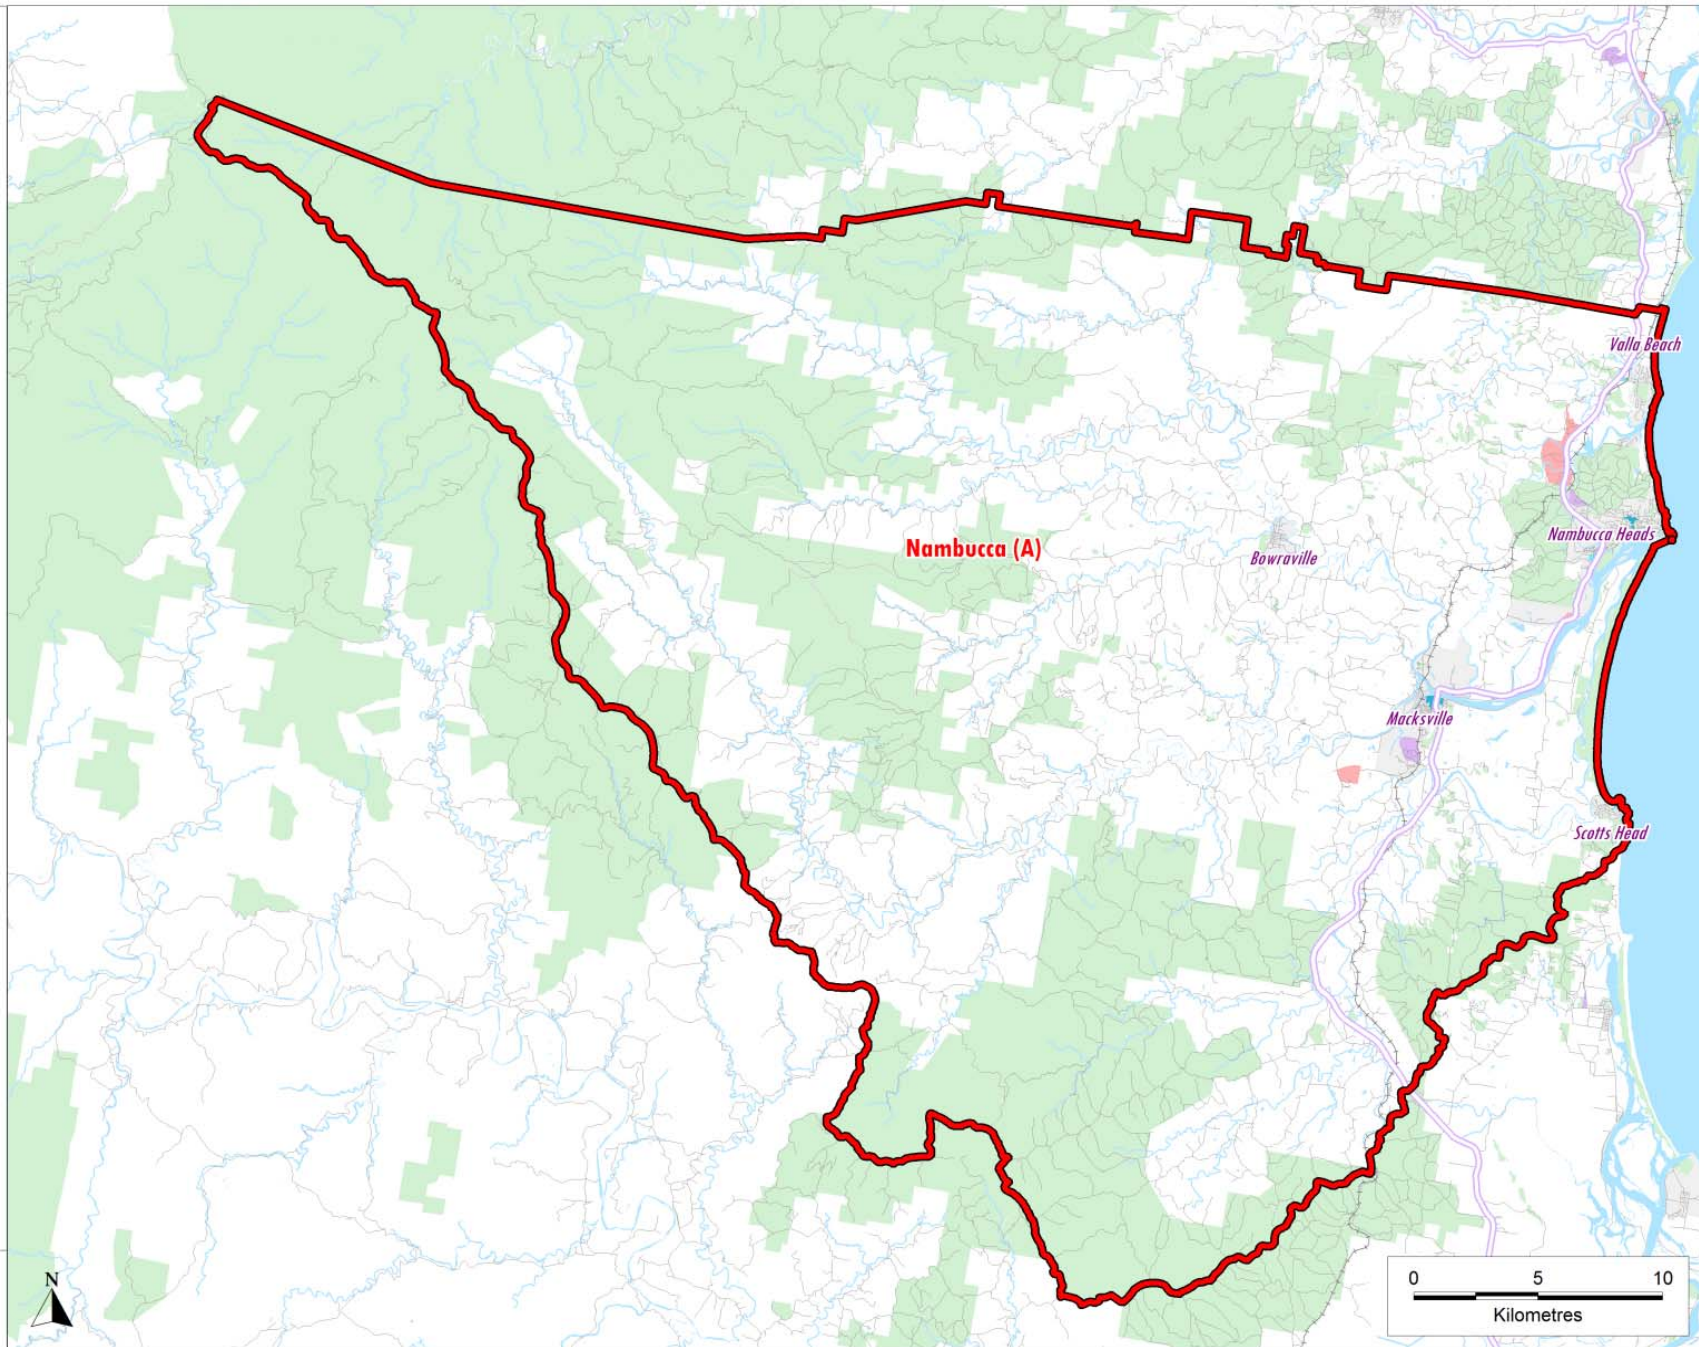 Valla Beach
Nambucca Heads
Nambucca (A)
Bowraville
Macksville
Scotts Head
N
0 5 10
Kilometres